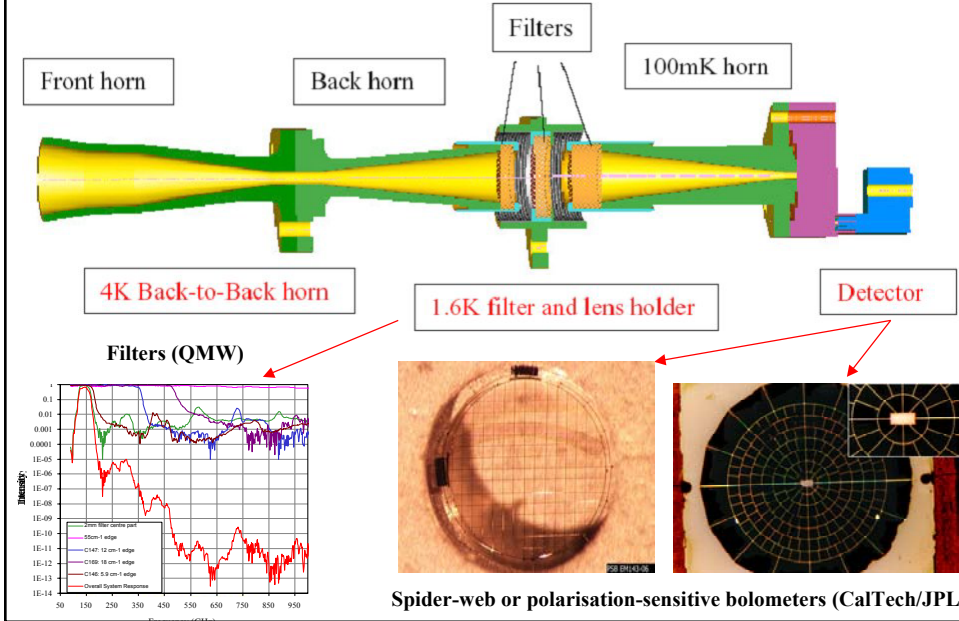 Filters
Front horn
Back horn
100mK horn
4K Back-to-Back horn
1.6K filter and lens holder
Detector
Filters (QMW)
Intensity
1
0.1
0.01
0.001
0.0001
1E-05
1E-06
1E-07
1E-08
1E-09
1E-10
1E-11
1E-12
1E-13
1E-14
2mm filter centre part
55cm-1 edge
C147: 12 cm-1 edge
C169: 18 cm-1 edge
C146: 5.9 cm-1 edge
Overall System Response
50 150 250 350 450 550 650 750 850 950
PSB EM143-06
Spider-web or polarisation-sensitive bolometers (CalTech/JPL